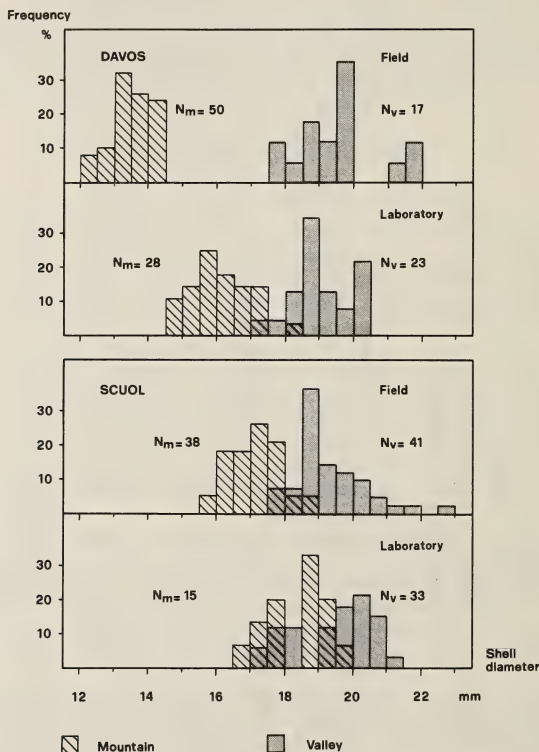 Frequency
%
DAVOS
Field
30
20
10
Nm= 50
Nv= 17
Laboratory
30
20
10
Nm= 28
Nv= 23
SCUOL
Field
30
20
10
Nm= 38
Nv= 41
Laboratory
30
20
10
Nm= 15
Nv= 33
Shell
diameter
12 14 16 18 20 22 mm
Mountain Valley